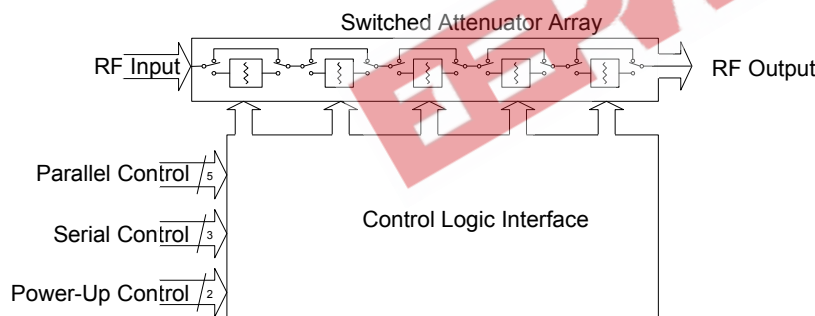 Switched Attenuator Array
RF Input
RF Output
Parallel Control 5
Serial Control 3
Control Logic Interface
Power-Up Control 2